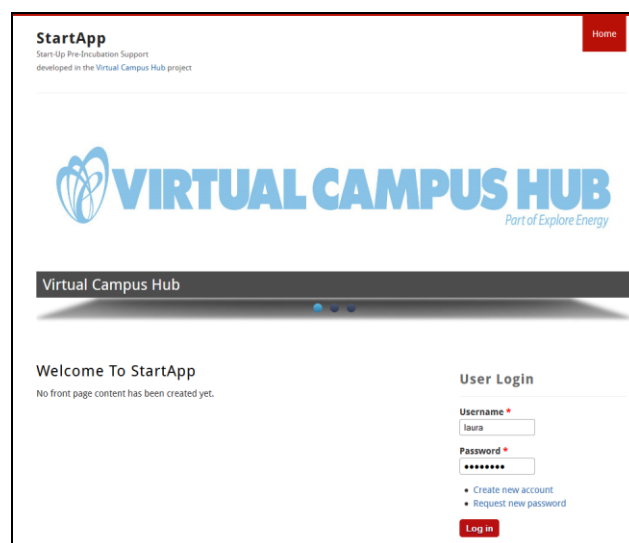 StartApp
Home
Start-Up Pre-Incubation Support
developed in the Virtual Campus Hub project
VIRTUAL CAMPUS HUB
Part of Explore Energy
Virtual Campus Hub
Welcome To StartApp
No front page content has been created yet.
User Login
Username *
laura
Password *
••••••••
• Create new account
• Request new password
Log in